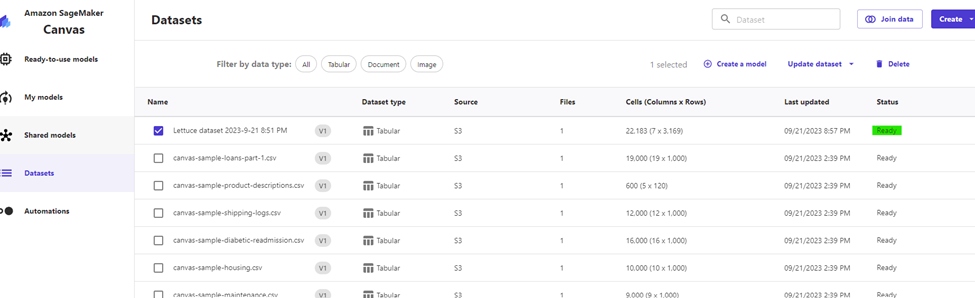 Amazon SageMaker
Canvas
Ready-to-use models
My models
Shared models
Datasets
Automations
Datasets
Dataset
Join data
Create
Filter by data type: All Tabular Document Image
1 selected
Create a model
Update dataset
Delete
Name Dataset type Source Files Cells (Columns x Rows) Last updated Status
Lettuce dataset 2023-9-21 8:51 PM V1 Tabular S3 1 22.183 (7 x 3,169) 09/21/2023 8:57 PM Ready
canvas-sample-loans-part-1.csv V1 Tabular S3 1 19.000 (19 x 1.000) 09/21/2023 2:39 PM Ready
canvas-sample-product-descriptions.csv V1 Tabular S3 1 600 (5 x 120) 09/21/2023 2:39 PM Ready
canvas-sample-shipping-logs.csv V1 Tabular S3 1 12.000 (12 x 1.000) 09/21/2023 2:39 PM Ready
canvas-sample-diabetic-readmission.csv V1 Tabular S3 1 16,000 (16 x 1.000) 09/21/2023 2:39 PM Ready
canvas-sample-housing.csv V1 Tabular S3 1 10,000 (10 x 1.000) 09/21/2023 2:39 PM Ready
canvas-sample-maintenance.csv V1 Tabular S3 1 9.000 (9 x 1.000) 09/21/2023 2:39 PM Ready